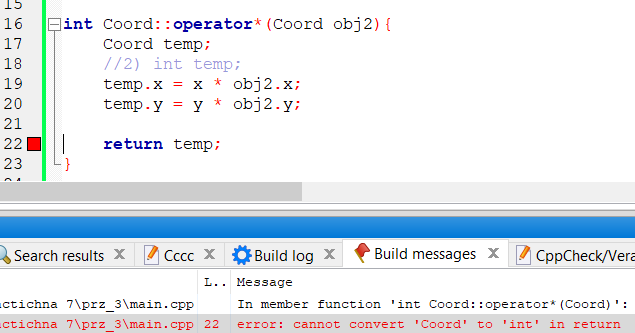 15
16 int Coord::operator*(Coord obj2){
17 Coord temp;
18 //2) int temp;
19 temp.x = x * obj2.x;
20 temp.y = y * obj2.y;
21
22 return temp;
23 }
Search results Cccc Build log Build messages CppCheck/Vera
L.. Message
ctichna 7\prz_3\main.cpp In member function 'int Coord::operator*(Coord)':
ctichna 7\prz_3\main.cpp 22 error: cannot convert 'Coord' to 'int' in return